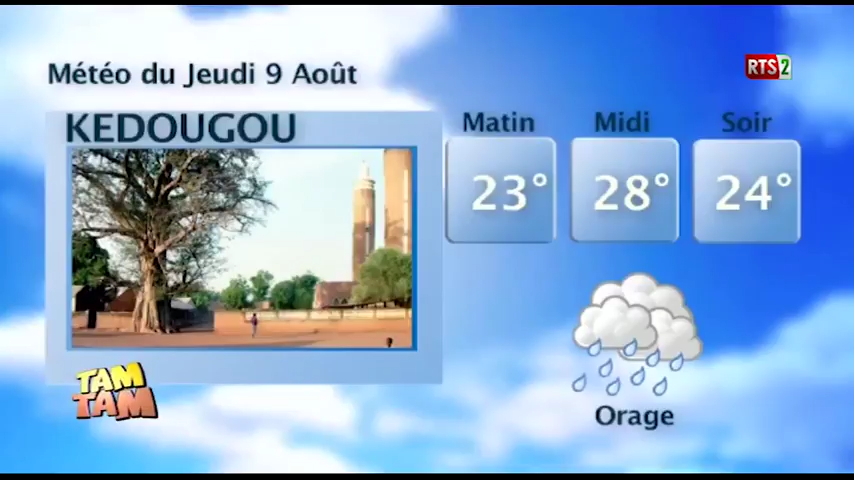 Météo du Jeudi 9 Août
RTS2
KEDOUGOU
Matin
Midi
Soir
23°
28°
24°
TAM
TAM
Orage